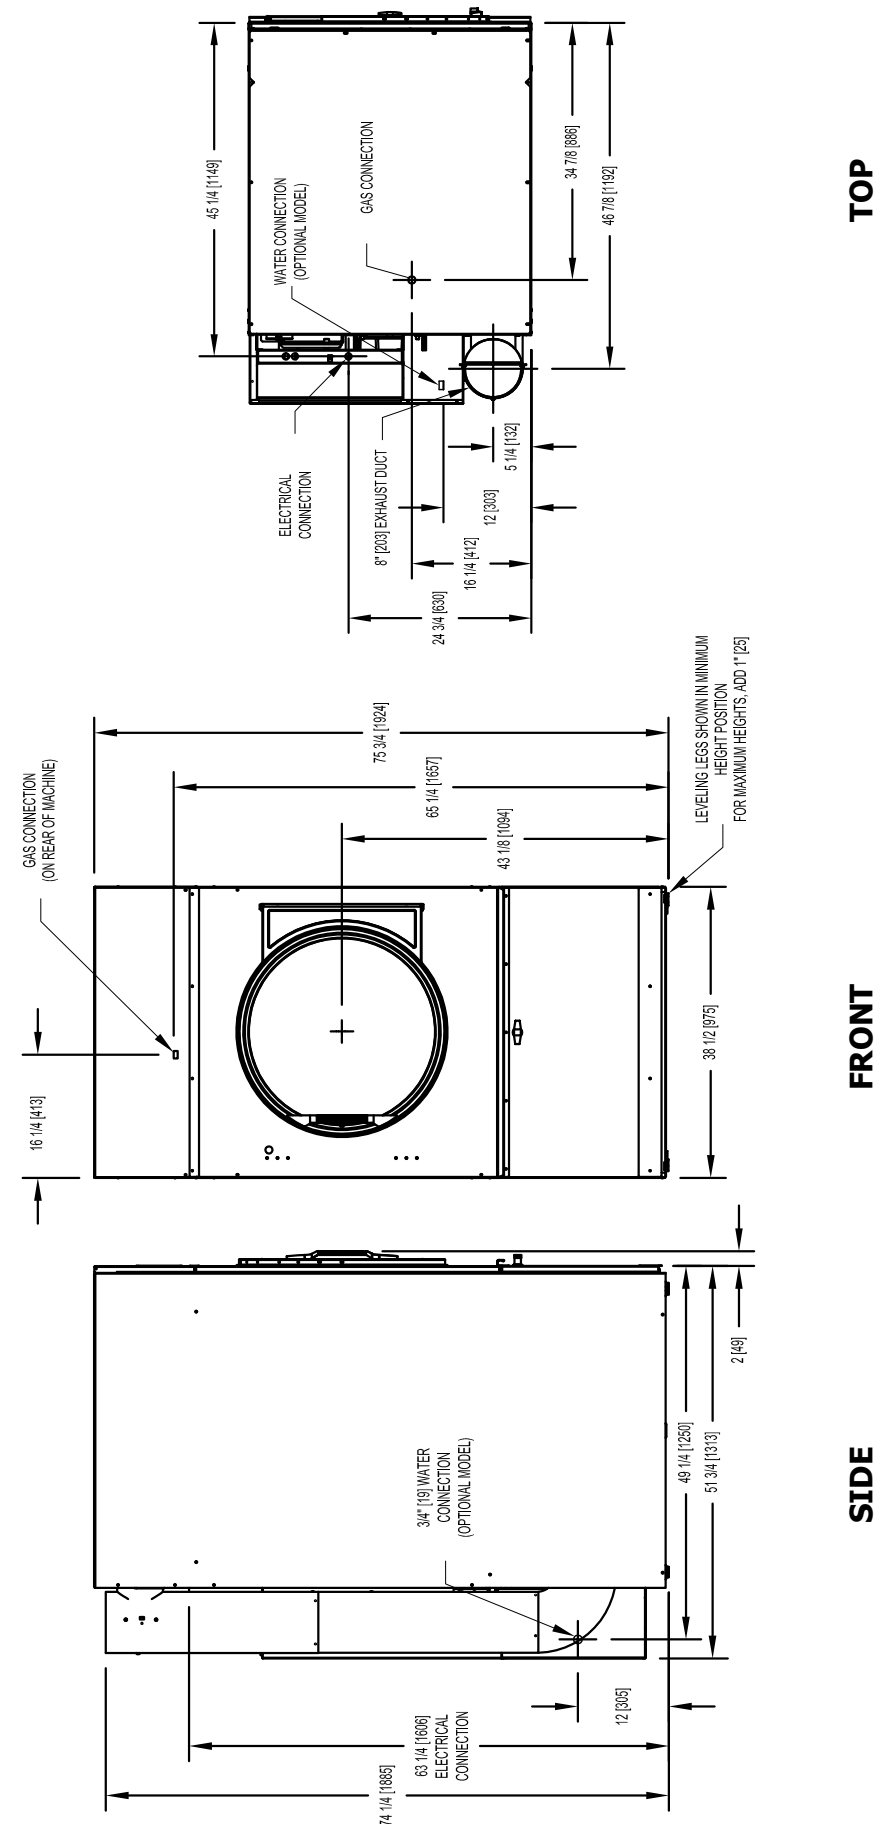 TOP
45 1/4 [1149]
WATER CONNECTION
(OPTIONAL MODEL)
GAS CONNECTION
34 7/8 [886]
46 7/8 [1192]
ELECTRICAL
CONNECTION
8" [203] EXHAUST DUCT
5 1/4 [132]
12 [303]
16 1/4 [412]
24 3/4 [630]
FRONT
GAS CONNECTION
(ON REAR OF MACHINE)
75 3/4 [1924]
65 1/4 [1657]
43 1/8 [1094]
LEVELING LEGS SHOWN IN MINIMUM
HEIGHT POSITION
FOR MAXIMUM HEIGHTS, ADD 1" [25]
16 1/4 [413]
38 1/2 [975]
SIDE
2 [49]
3/4" [19] WATER
CONNECTION
(OPTIONAL MODEL)
49 1/4 [1250]
51 3/4 [1313]
12 [305]
63 1/4 [1606]
ELECTRICAL
CONNECTION
74 1/4 [1885]